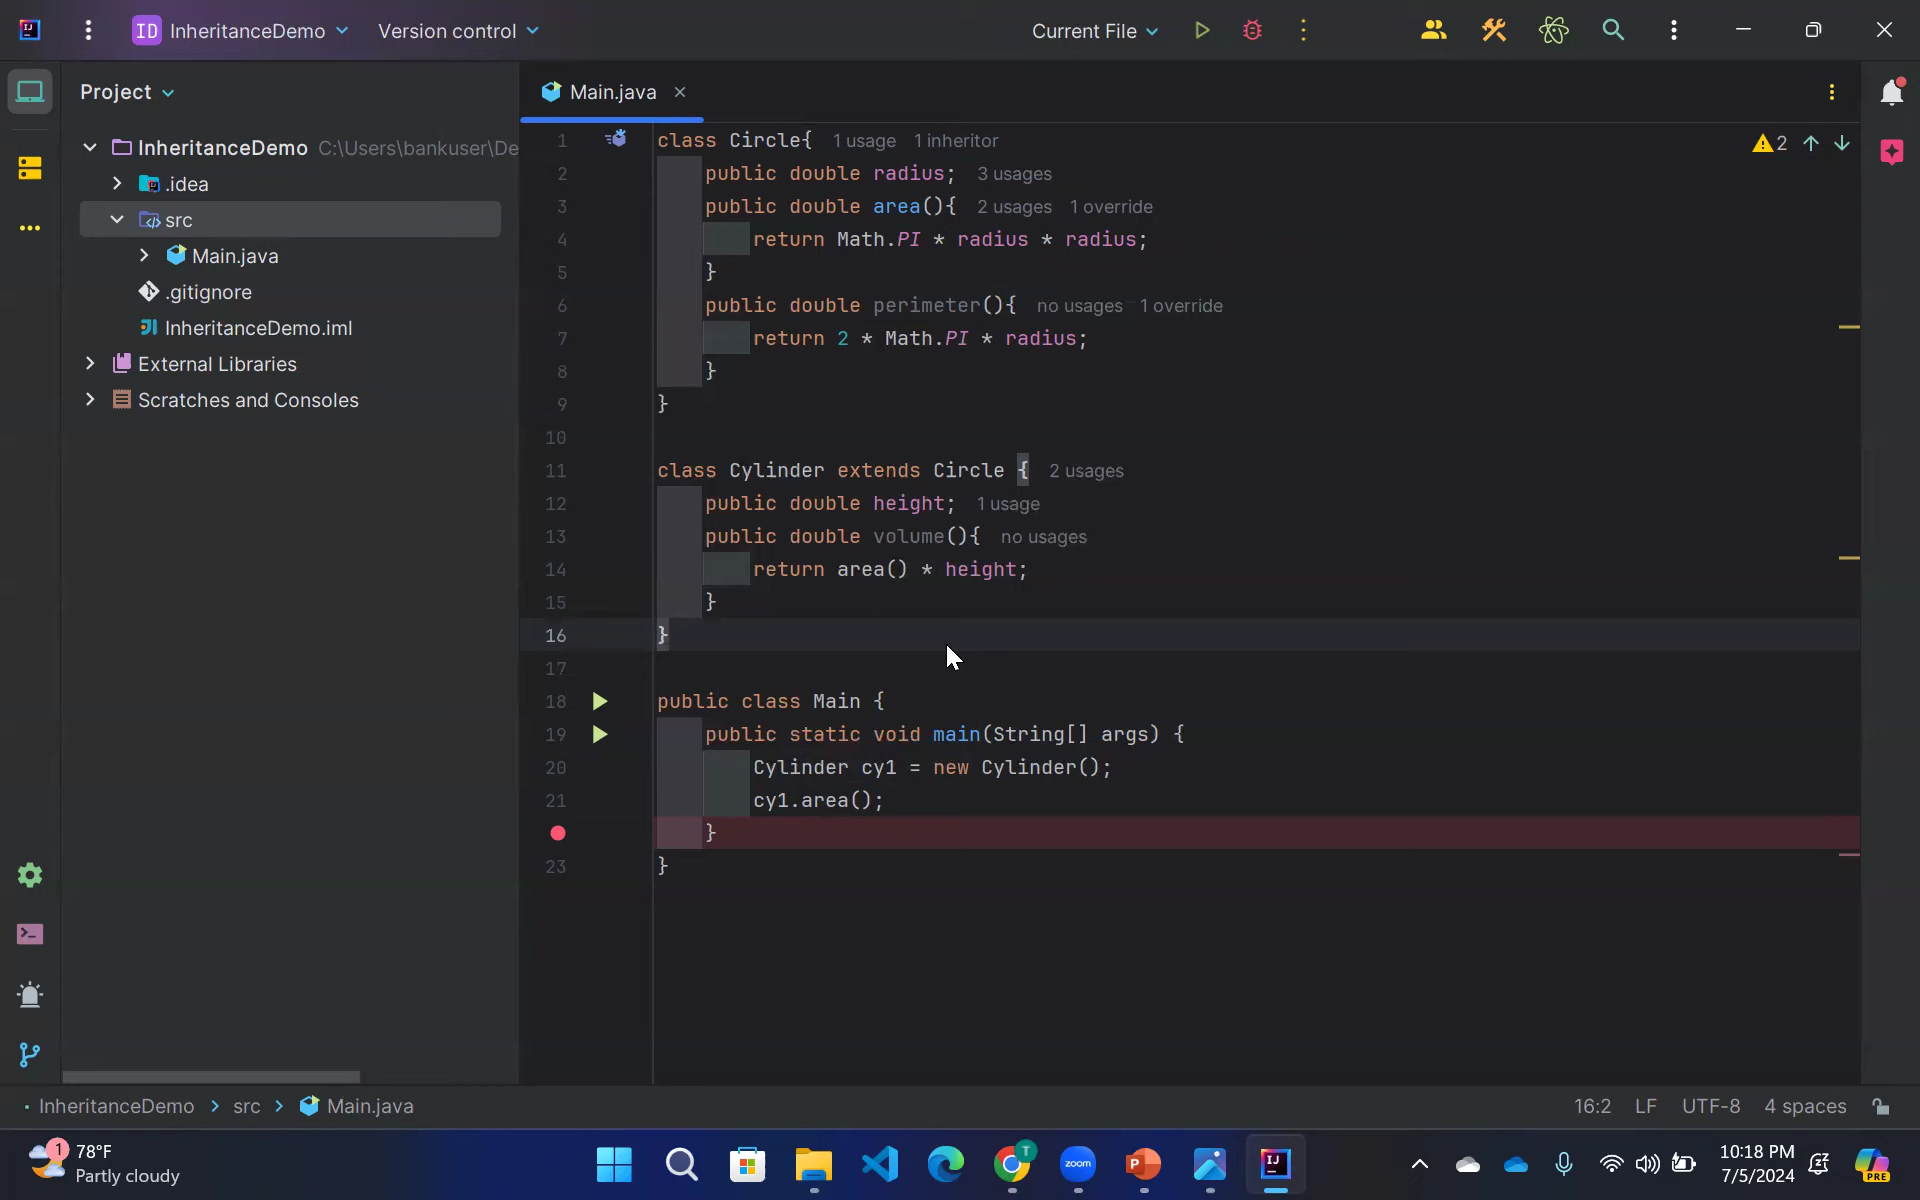 ID InheritanceDemo Version control Current File
Project
Main.java
InheritanceDemo C:\Users\bankuser\De
.idea
src
Main.java
.gitignore
InheritanceDemo.iml
External Libraries
Scratches and Consoles
1 class Circle{ 1 usage 1 inheritor
2 public double radius; 3 usages
3 public double area(){ 2 usages 1 override
4 return Math.PI * radius * radius;
5 }
6 public double perimeter(){ no usages 1 override
7 return 2 * Math.PI * radius;
8 }
9 }
10
11 class Cylinder extends Circle { 2 usages
12 public double height; 1 usage
13 public double volume(){ no usages
14 return area() * height;
15 }
16 }
17
18 public class Main {
19 public static void main(String[] args) {
20 Cylinder cy1 = new Cylinder();
21 cy1.area();
}
23 }
2
InheritanceDemo > src > Main.java
16:2 LF UTF-8 4 spaces
1
78°F
Partly cloudy
T
zoom
P
IJ
10:18 PM
7/5/2024
PRE